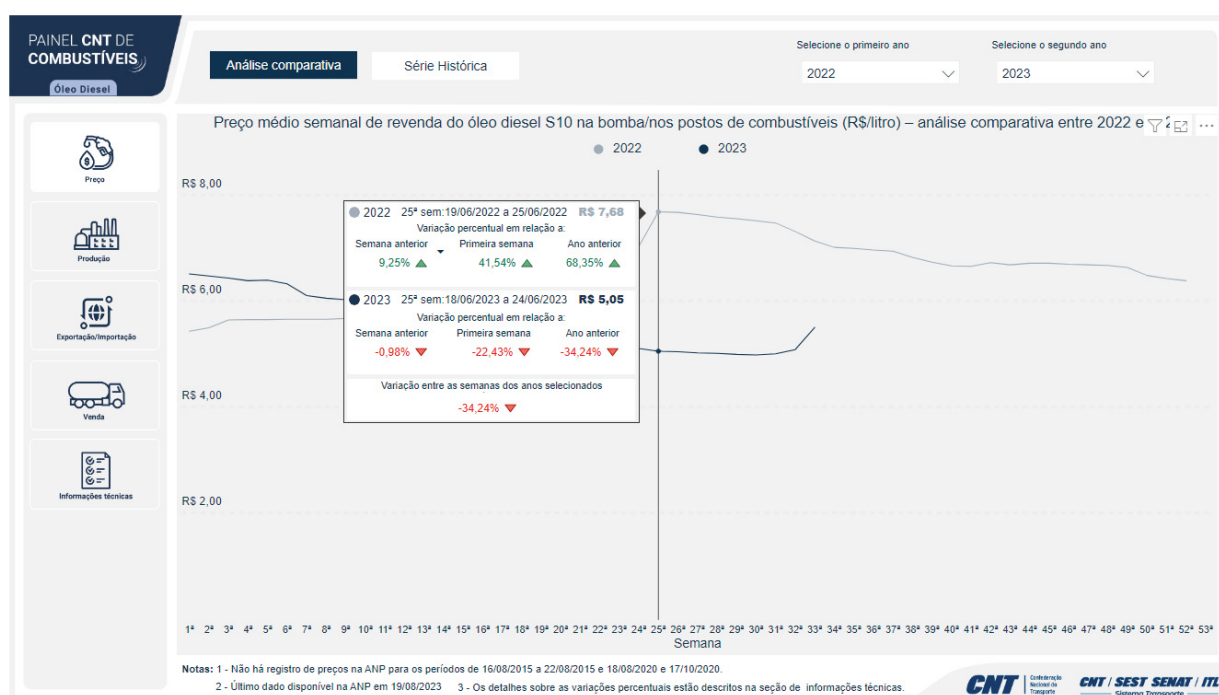 PAINEL CNT DE
COMBUSTÍVEIS
Óleo Diesel
Análise comparativa
Série Histórica
Selecione o primeiro ano
2022
Selecione o segundo ano
2023
Preço
Produção
Exportação/Importação
Venda
Informações técnicas
Preço médio semanal de revenda do óleo diesel S10 na bomba/nos postos de combustíveis (R$/litro) – análise comparativa entre 2022 e
2022
2023
R$ 8,00
R$ 6,00
R$ 4,00
R$ 2,00
2022 25ª sem:19/06/2022 a 25/06/2022 R$ 7,68
Variação percentual em relação a:
Semana anterior Primeira semana Ano anterior
9,25% 41,54% 68,35%
2023 25ª sem:18/06/2023 a 24/06/2023 R$ 5,05
Variação percentual em relação a:
Semana anterior Primeira semana Ano anterior
-0,98% -22,43% -34,24%
Variação entre as semanas dos anos selecionados
-34,24%
1ª 2ª 3ª 4ª 5ª 6ª 7ª 8ª 9ª 10ª 11ª 12ª 13ª 14ª 15ª 16ª 17ª 18ª 19ª 20ª 21ª 22ª 23ª 24ª 25ª 26ª 27ª 28ª 29ª 30ª 31ª 32ª 33ª 34ª 35ª 36ª 37ª 38ª 39ª 40ª 41ª 42ª 43ª 44ª 45ª 46ª 47ª 48ª 49ª 50ª 51ª 52ª 53ª
Semana
Notas: 1 - Não há registro de preços na ANP para os períodos de 16/08/2015 a 22/08/2015 e 18/08/2020 e 17/10/2020.
2 - Último dado disponível na ANP em 19/08/2023 3 - Os detalhes sobre as variações percentuais estão descritos na seção de informações técnicas.
CNT
Confederação
Nacional do
Transporte
CNT / SEST SENAT / ITL
Sistema Transporte